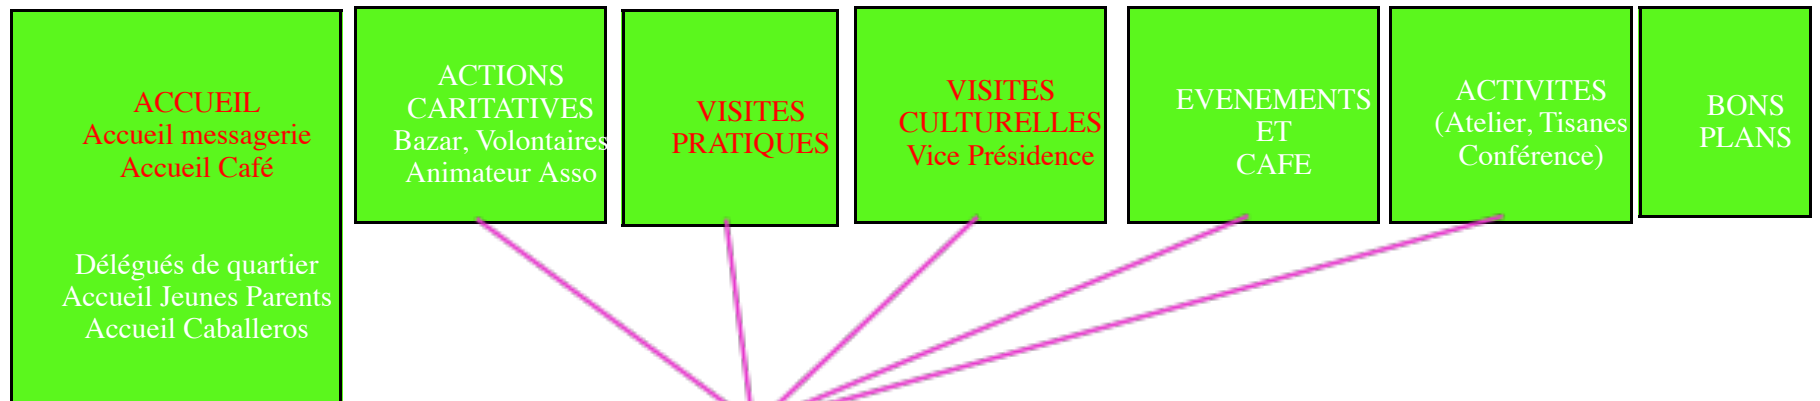 ACCUEIL
Accueil messagerie
Accueil Café
Délégués de quartier
Accueil Jeunes Parents
Accueil Caballeros
ACTIONS
CARITATIVES
Bazar, Volontaires
Animateur Asso
VISITES
PRATIQUES
VISITES
CULTURELLES
Vice Présidence
EVENEMENTS
ET
CAFE
ACTIVITES
(Atelier, Tisanes
Conférence)
BONS
PLANS